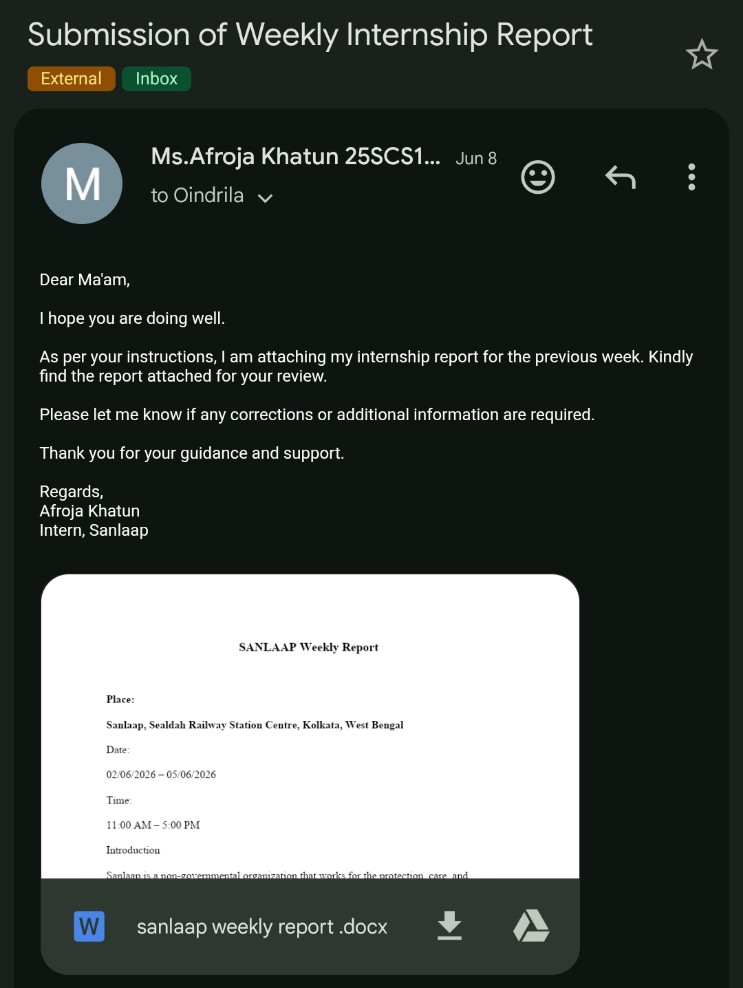 Submission of Weekly Internship Report
External Inbox
M
Ms.Afroja Khatun 25SCS1... Jun 8
to Oindrila
Dear Ma'am,
I hope you are doing well.
As per your instructions, I am attaching my internship report for the previous week. Kindly
find the report attached for your review.
Please let me know if any corrections or additional information are required.
Thank you for your guidance and support.
Regards,
Afroja Khatun
Intern, Sanlaap
SANLAAP Weekly Report
Place:
Sanlaap, Sealdah Railway Station Centre, Kolkata, West Bengal
Date:
02/06/2026 – 05/06/2026
Time:
11:00 AM – 5:00 PM
Introduction
Sanlaap is a non-governmental organization that works for the protection, care, and
W
sanlaap weekly report .docx